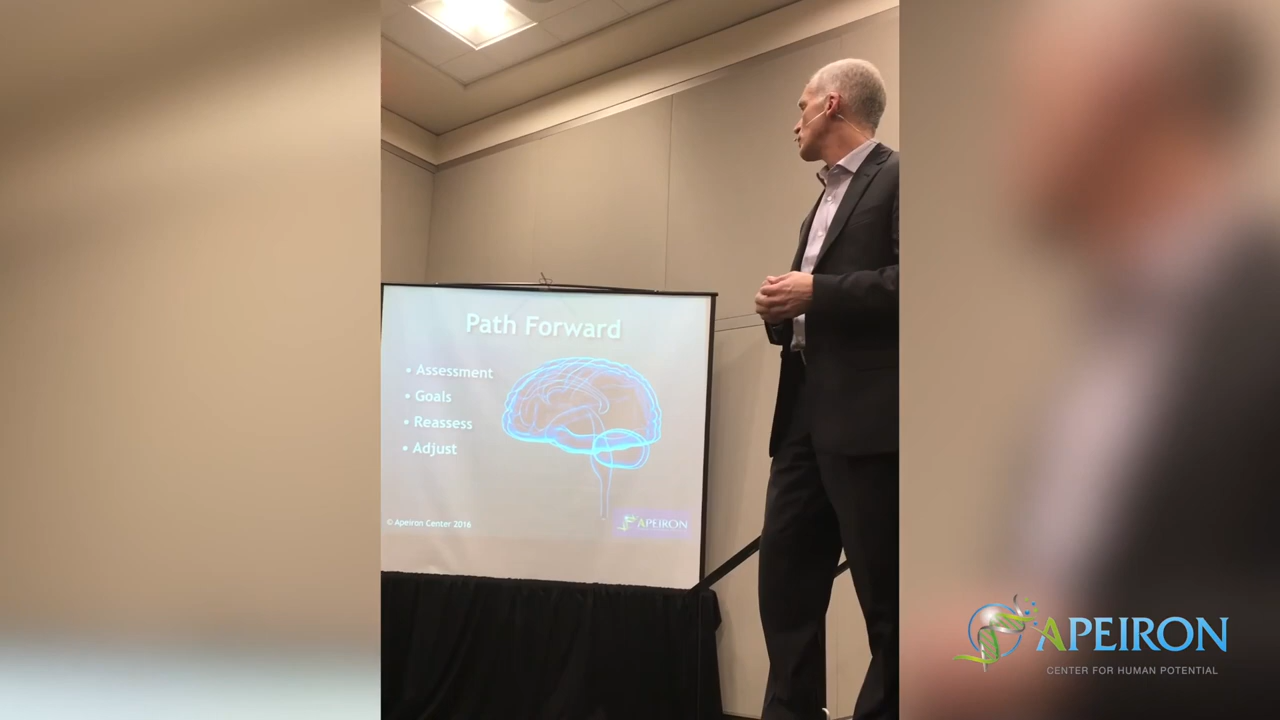 Path Forward
• Assessment
• Goals
• Reassess
• Adjust
© Apeiron Center 2016
APEIRON
APEIRON
CENTER FOR HUMAN POTENTIAL